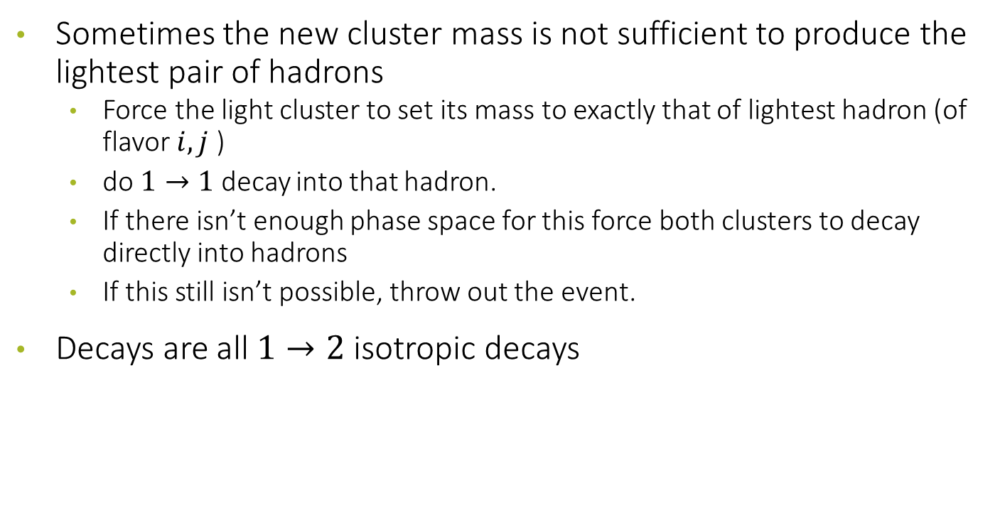 • Sometimes the new cluster mass is not sufficient to produce the
lightest pair of hadrons
• Force the light cluster to set its mass to exactly that of lightest hadron (of
flavor i, j )
• do 1 → 1 decay into that hadron.
• If there isn’t enough phase space for this force both clusters to decay
directly into hadrons
• If this still isn’t possible, throw out the event.
• Decays are all 1 → 2 isotropic decays